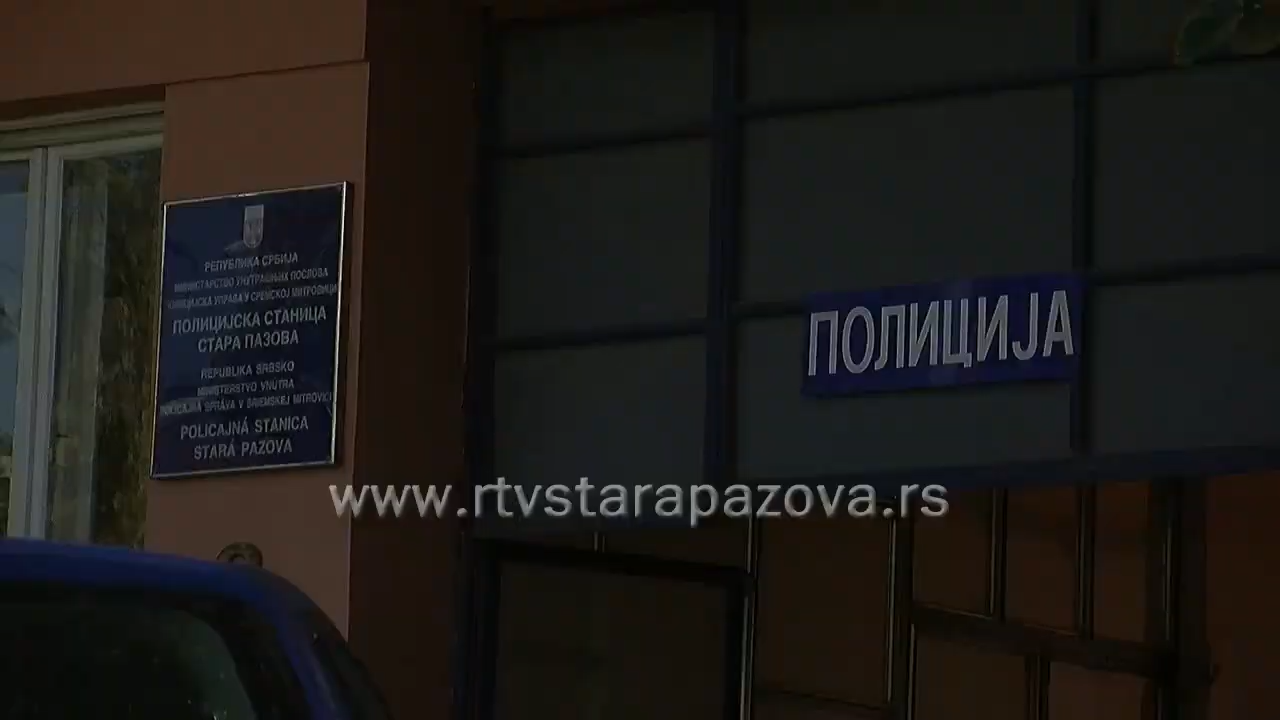 РЕПУБЛИКА СРБИЈА
МИНИСТАРСТВО УНУТРАШЊИХ ПОСЛОВА
ПОЛИЦИЈСКА УПРАВА У СРЕМСКОЈ МИТРОВИЦИ
ПОЛИЦИЈСКА СТАНИЦА
СТАРА ПАЗОВА
REPUBLIKA SRBSKO
MINISTERSTVO VNUTRA
POLICAJNÁ SPRÁVA V SRIEMSKEJ MITROVICI
POLICAJNÁ STANICA
STARÁ PAZOVA
ПОЛИЦИЈА
www.rtvstarapazova.rs